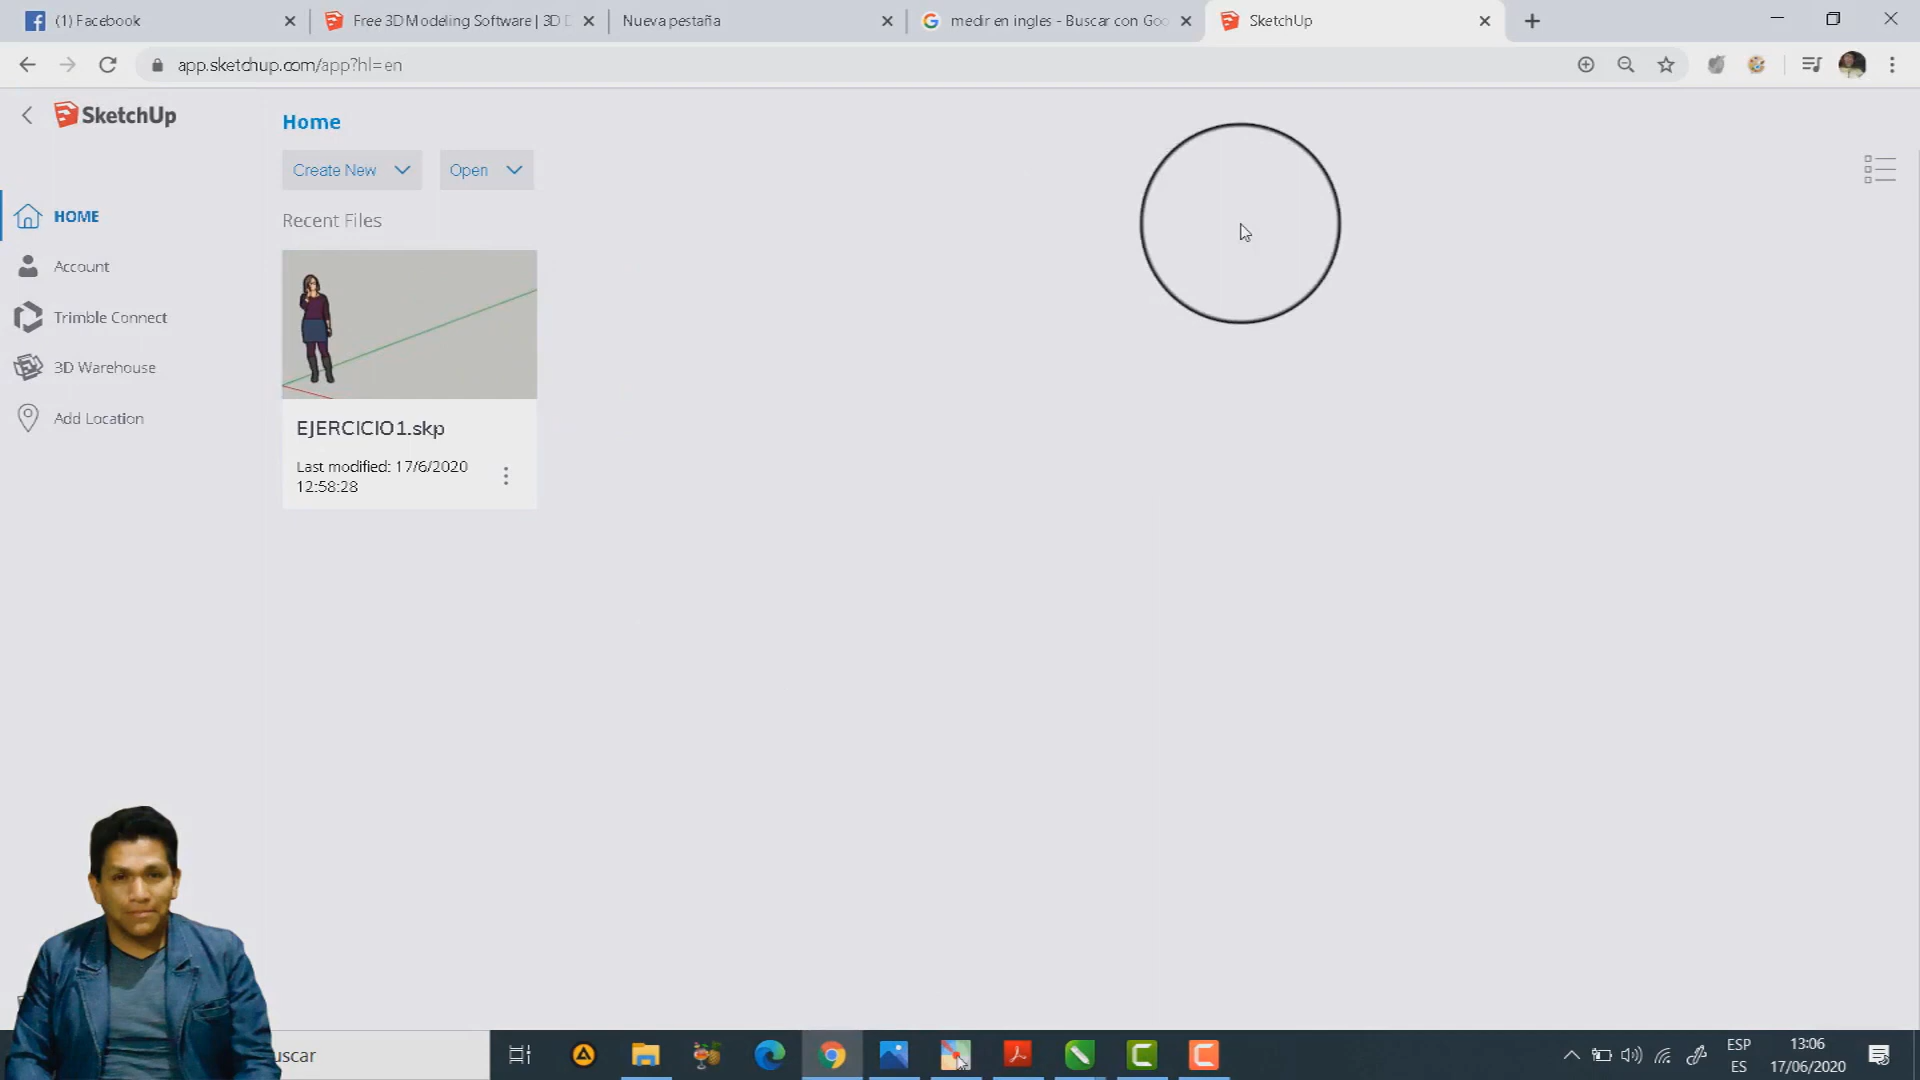 (1) Facebook
Free 3D Modeling Software | 3D D
Nueva pestaña
medir en ingles - Buscar con Goo
SketchUp
app.sketchup.com/app?hl=en
SketchUp
Home
Create New
Open
Recent Files
HOME
Account
Trimble Connect
3D Warehouse
Add Location
EJERCICIO1.skp
Last modified: 17/6/2020
12:58:28
uscar
ESP
ES
13:06
17/06/2020